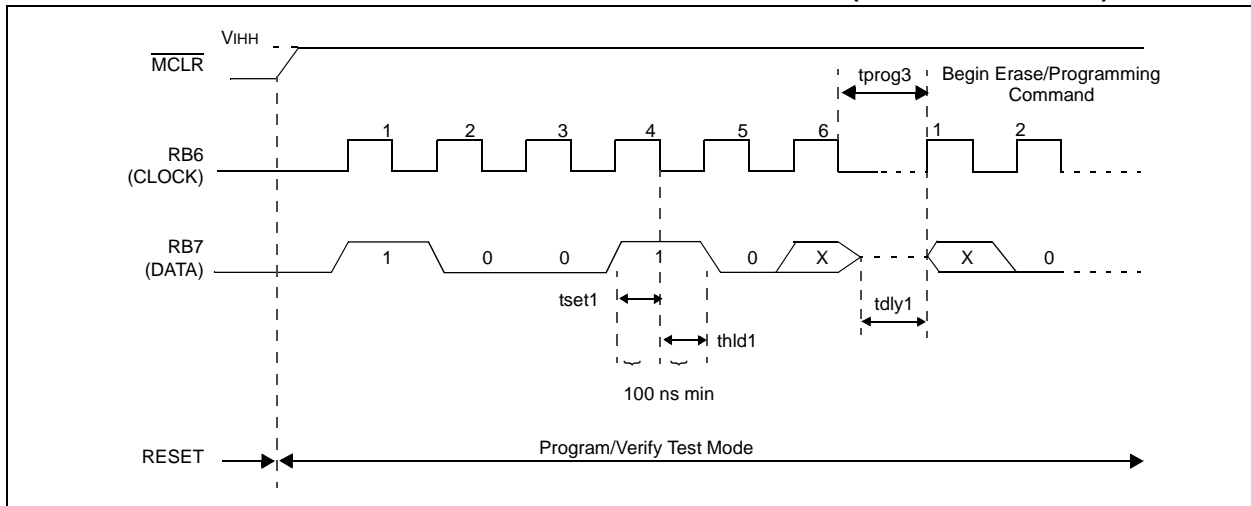 VIHH
MCLR
tprog3
Begin Erase/Programming
Command
1 2 3 4 5 6 1 2
RB6
(CLOCK)
RB7
(DATA)
1 0 0 1 0 X X 0
tset1
tdly1
thld1
100 ns min
RESET
Program/Verify Test Mode